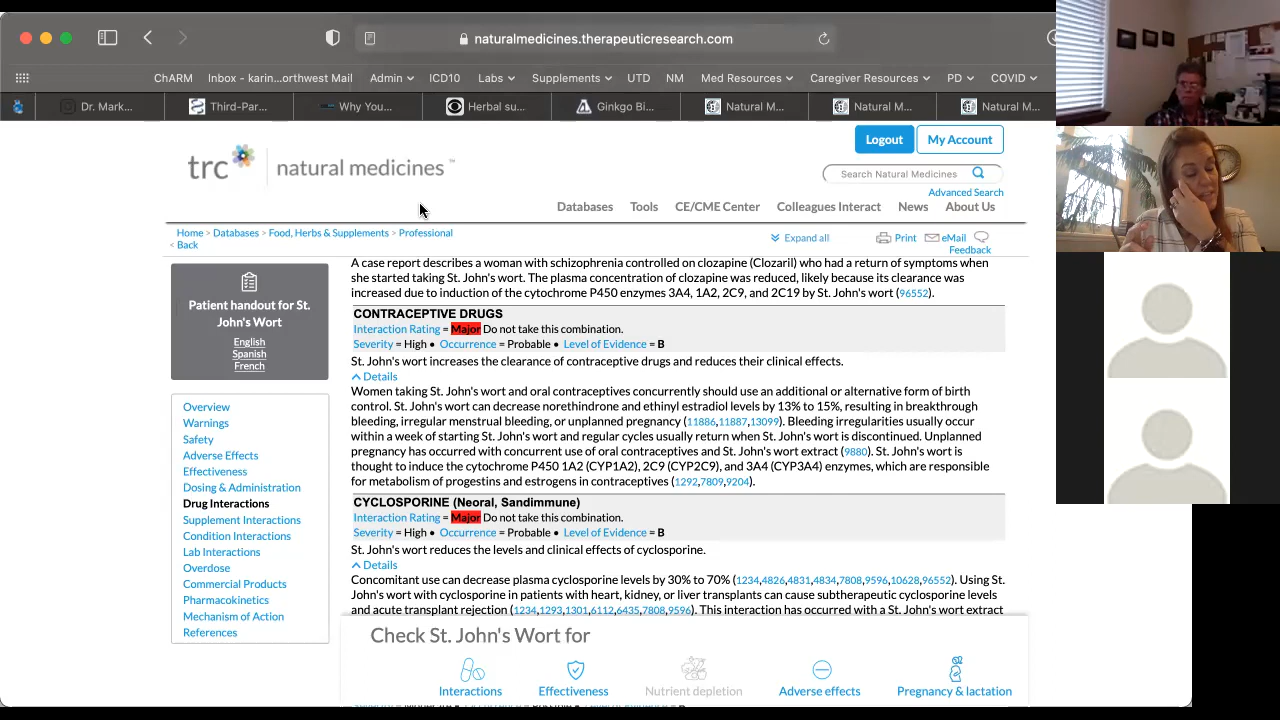 naturalmedicines.therapeuticresearch.com
ChARM Inbox - karin...orthwest Mail Admin ICD10 Labs Supplements UTD NM Med Resources Caregiver Resources PD COVID
Dr. Mark... Third-Par... Why You... Herbal su... Ginkgo Bi... Natural M... Natural M... Natural M...
Logout My Account
trc natural medicines™
Search Natural Medicines
Advanced Search
Databases Tools CE/CME Center Colleagues Interact News About Us
Home > Databases > Food, Herbs & Supplements > Professional
< Back
Expand all Print eMail Feedback
Patient handout for St. John's Wort
English
Spanish
French
Overview
Warnings
Safety
Adverse Effects
Effectiveness
Dosing & Administration
Drug Interactions
Supplement Interactions
Condition Interactions
Lab Interactions
Overdose
Commercial Products
Pharmacokinetics
Mechanism of Action
References
A case report describes a woman with schizophrenia controlled on clozapine (Clozaril) who had a return of symptoms when
she started taking St. John's wort. The plasma concentration of clozapine was reduced, likely because its clearance was
increased due to induction of the cytochrome P450 enzymes 3A4, 1A2, 2C9, and 2C19 by St. John's wort (96552).
CONTRACEPTIVE DRUGS
Interaction Rating = Major Do not take this combination.
Severity = High • Occurrence = Probable • Level of Evidence = B
St. John's wort increases the clearance of contraceptive drugs and reduces their clinical effects.
Details
Women taking St. John's wort and oral contraceptives concurrently should use an additional or alternative form of birth
control. St. John's wort can decrease norethindrone and ethinyl estradiol levels by 13% to 15%, resulting in breakthrough
bleeding, irregular menstrual bleeding, or unplanned pregnancy (11886,11887,13099). Bleeding irregularities usually occur
within a week of starting St. John's wort and regular cycles usually return when St. John's wort is discontinued. Unplanned
pregnancy has occurred with concurrent use of oral contraceptives and St. John's wort extract (9880). St. John's wort is
thought to induce the cytochrome P450 1A2 (CYP1A2), 2C9 (CYP2C9), and 3A4 (CYP3A4) enzymes, which are responsible
for metabolism of progestins and estrogens in contraceptives (1292,7809,9204).
CYCLOSPORINE (Neoral, Sandimmune)
Interaction Rating = Major Do not take this combination.
Severity = High • Occurrence = Probable • Level of Evidence = B
St. John's wort reduces the levels and clinical effects of cyclosporine.
Details
Concomitant use can decrease plasma cyclosporine levels by 30% to 70% (1234,4826,4831,4834,7808,9596,10628,96552). Using St.
John's wort with cyclosporine in patients with heart, kidney, or liver transplants can cause subtherapeutic cyclosporine levels
and acute transplant rejection (1234,1293,1301,6112,6435,7808,9596). This interaction has occurred with a St. John's wort extract
Check St. John's Wort for
Interactions Effectiveness Nutrient depletion Adverse effects Pregnancy & lactation